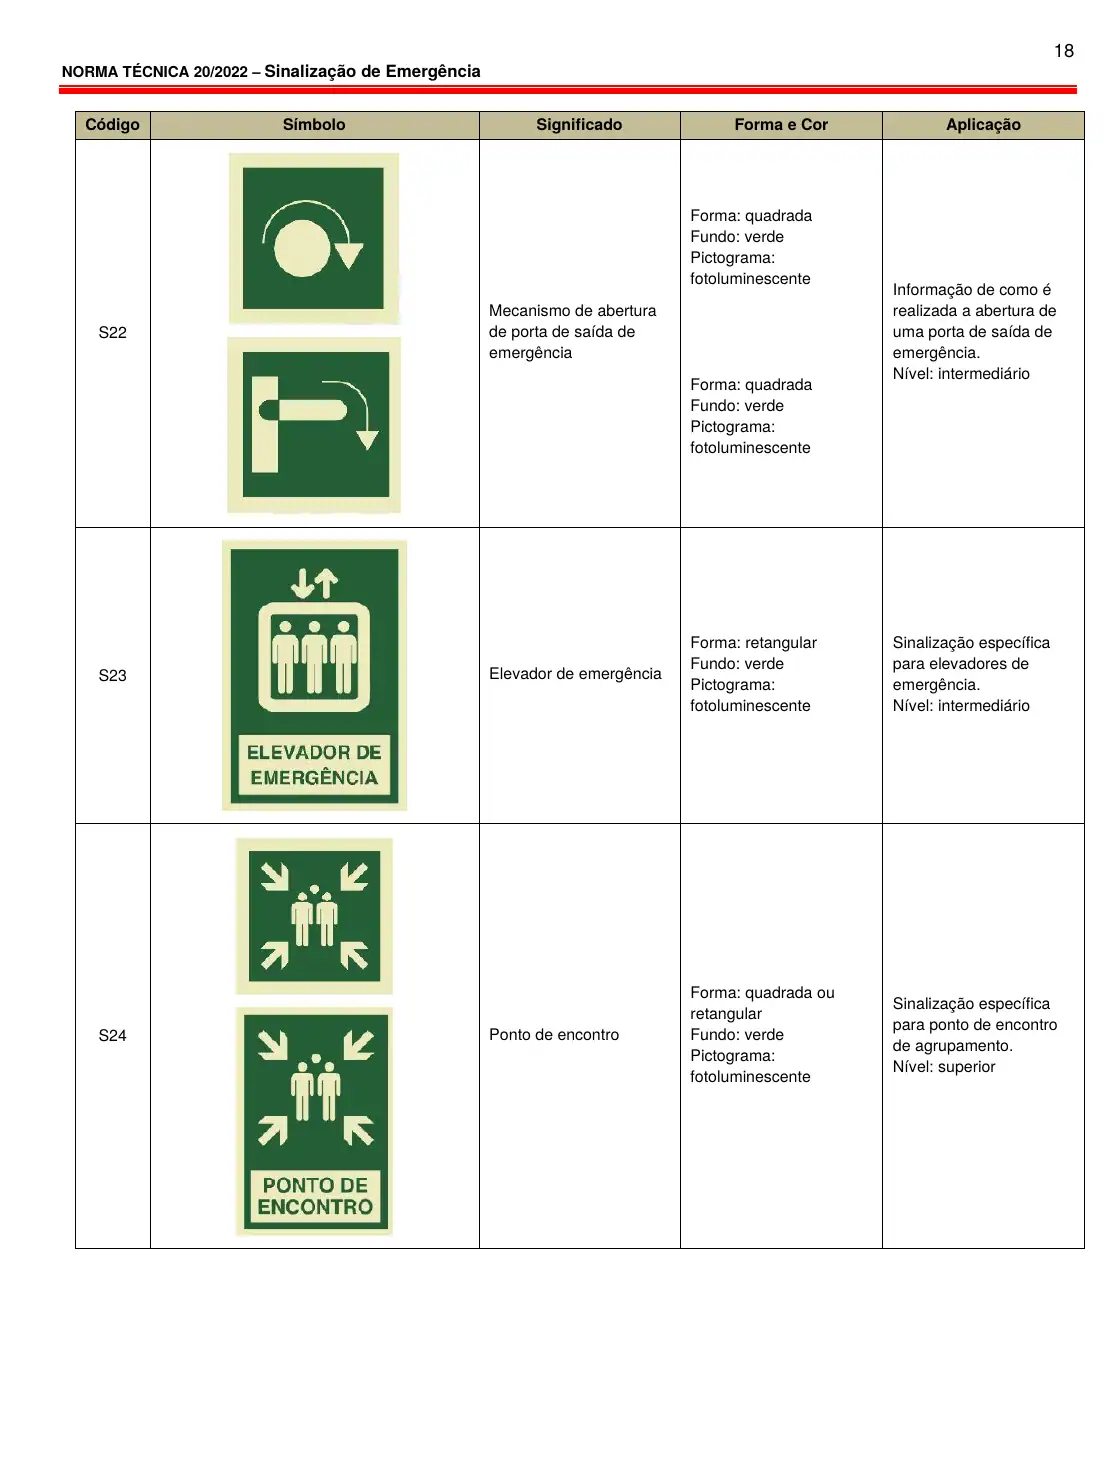 18
NORMA TÉCNICA 20/2022 – Sinalização de Emergência
Código Símbolo Significado Forma e Cor Aplicação
S22
Mecanismo de abertura
de porta de saída de
emergência
Forma: quadrada
Fundo: verde
Pictograma:
fotoluminescente
Forma: quadrada
Fundo: verde
Pictograma:
fotoluminescente
Informação de como é
realizada a abertura de
uma porta de saída de
emergência.
Nível: intermediário
S23
ELEVADOR DE
EMERGÊNCIA
Elevador de emergência
Forma: retangular
Fundo: verde
Pictograma:
fotoluminescente
Sinalização específica
para elevadores de
emergência.
Nível: intermediário
S24
PONTO DE
ENCONTRO
Ponto de encontro
Forma: quadrada ou
retangular
Fundo: verde
Pictograma:
fotoluminescente
Sinalização específica
para ponto de encontro
de agrupamento.
Nível: superior